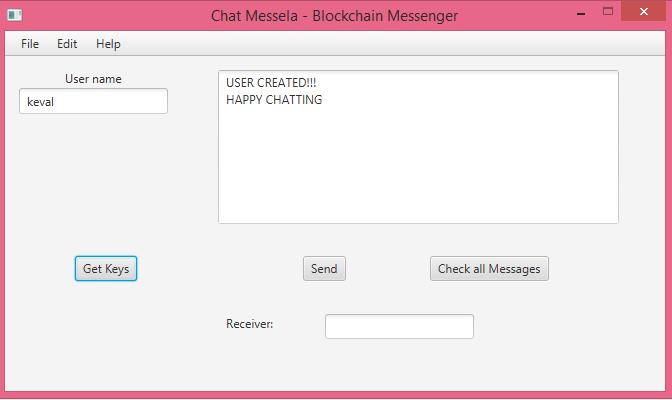 Chat Messela - Blockchain Messenger
File Edit Help
User name
keval
USER CREATED!!!
HAPPY CHATTING
Get Keys
Send
Check all Messages
Receiver: